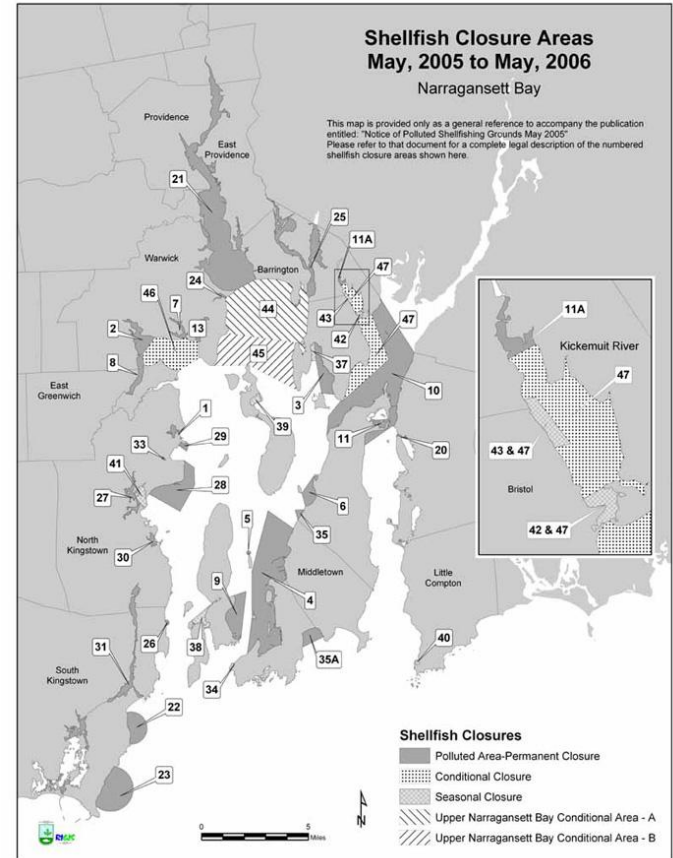 Shellfish Closure Areas
May, 2005 to May, 2006
Narragansett Bay
This map is provided only as a general reference to accompany the publication
entitled: "Notice of Polluted Shellfishing Grounds May 2005"
Please refer to that document for a complete legal description of the numbered
shellfish closure areas shown here.
Providence
East
Providence
21
25
11A
Warwick
Barrington
47
24
44
43
46
7
42
2
13
47
45
37
8
10
East
Greenwich
3
1
39
11
29
20
33
41
28
6
27
5
35
North
Kingstown
30
Middletown
Little
Compton
9
4
26
31
38
35A
40
South
Kingstown
34
22
23
11A
Kickemuit River
47
43 & 47
Bristol
42 & 47
Shellfish Closures
Polluted Area-Permanent Closure
Conditional Closure
Seasonal Closure
Upper Narragansett Bay Conditional Area - A
Upper Narragansett Bay Conditional Area - B
N
5
0
5
Miles